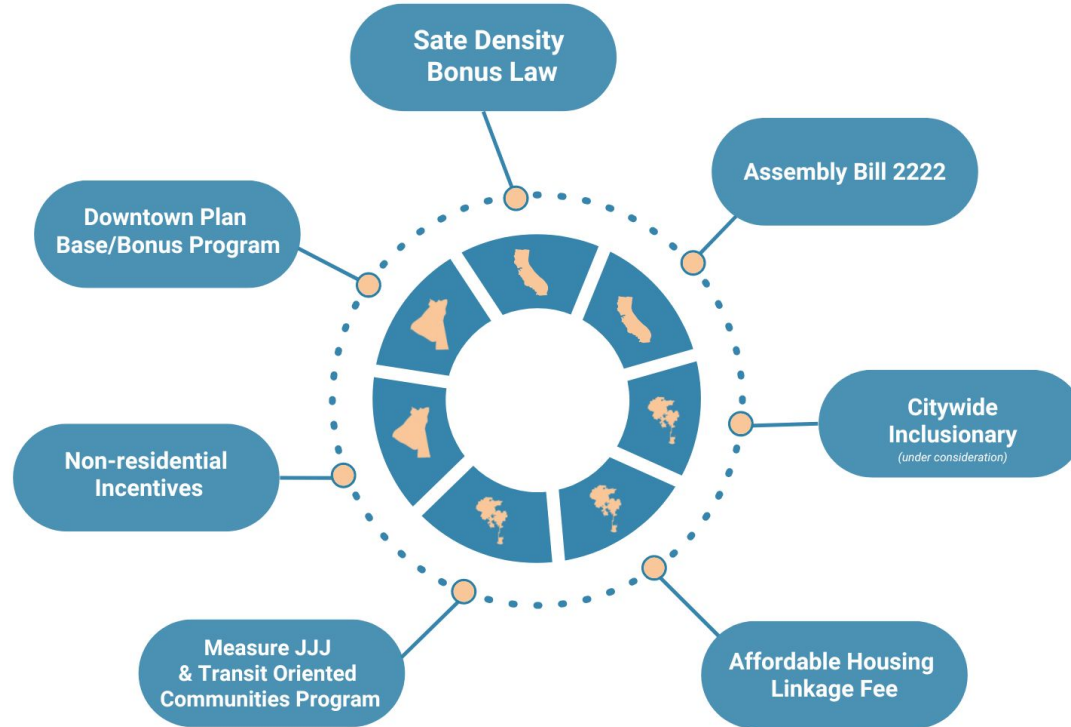 Sate Density
Bonus Law
Assembly Bill 2222
Downtown Plan
Base/Bonus Program
Citywide
Inclusionary
(under consideration)
Non-residential
Incentives
Measure JJJ
& Transit Oriented
Communities Program
Affordable Housing
Linkage Fee